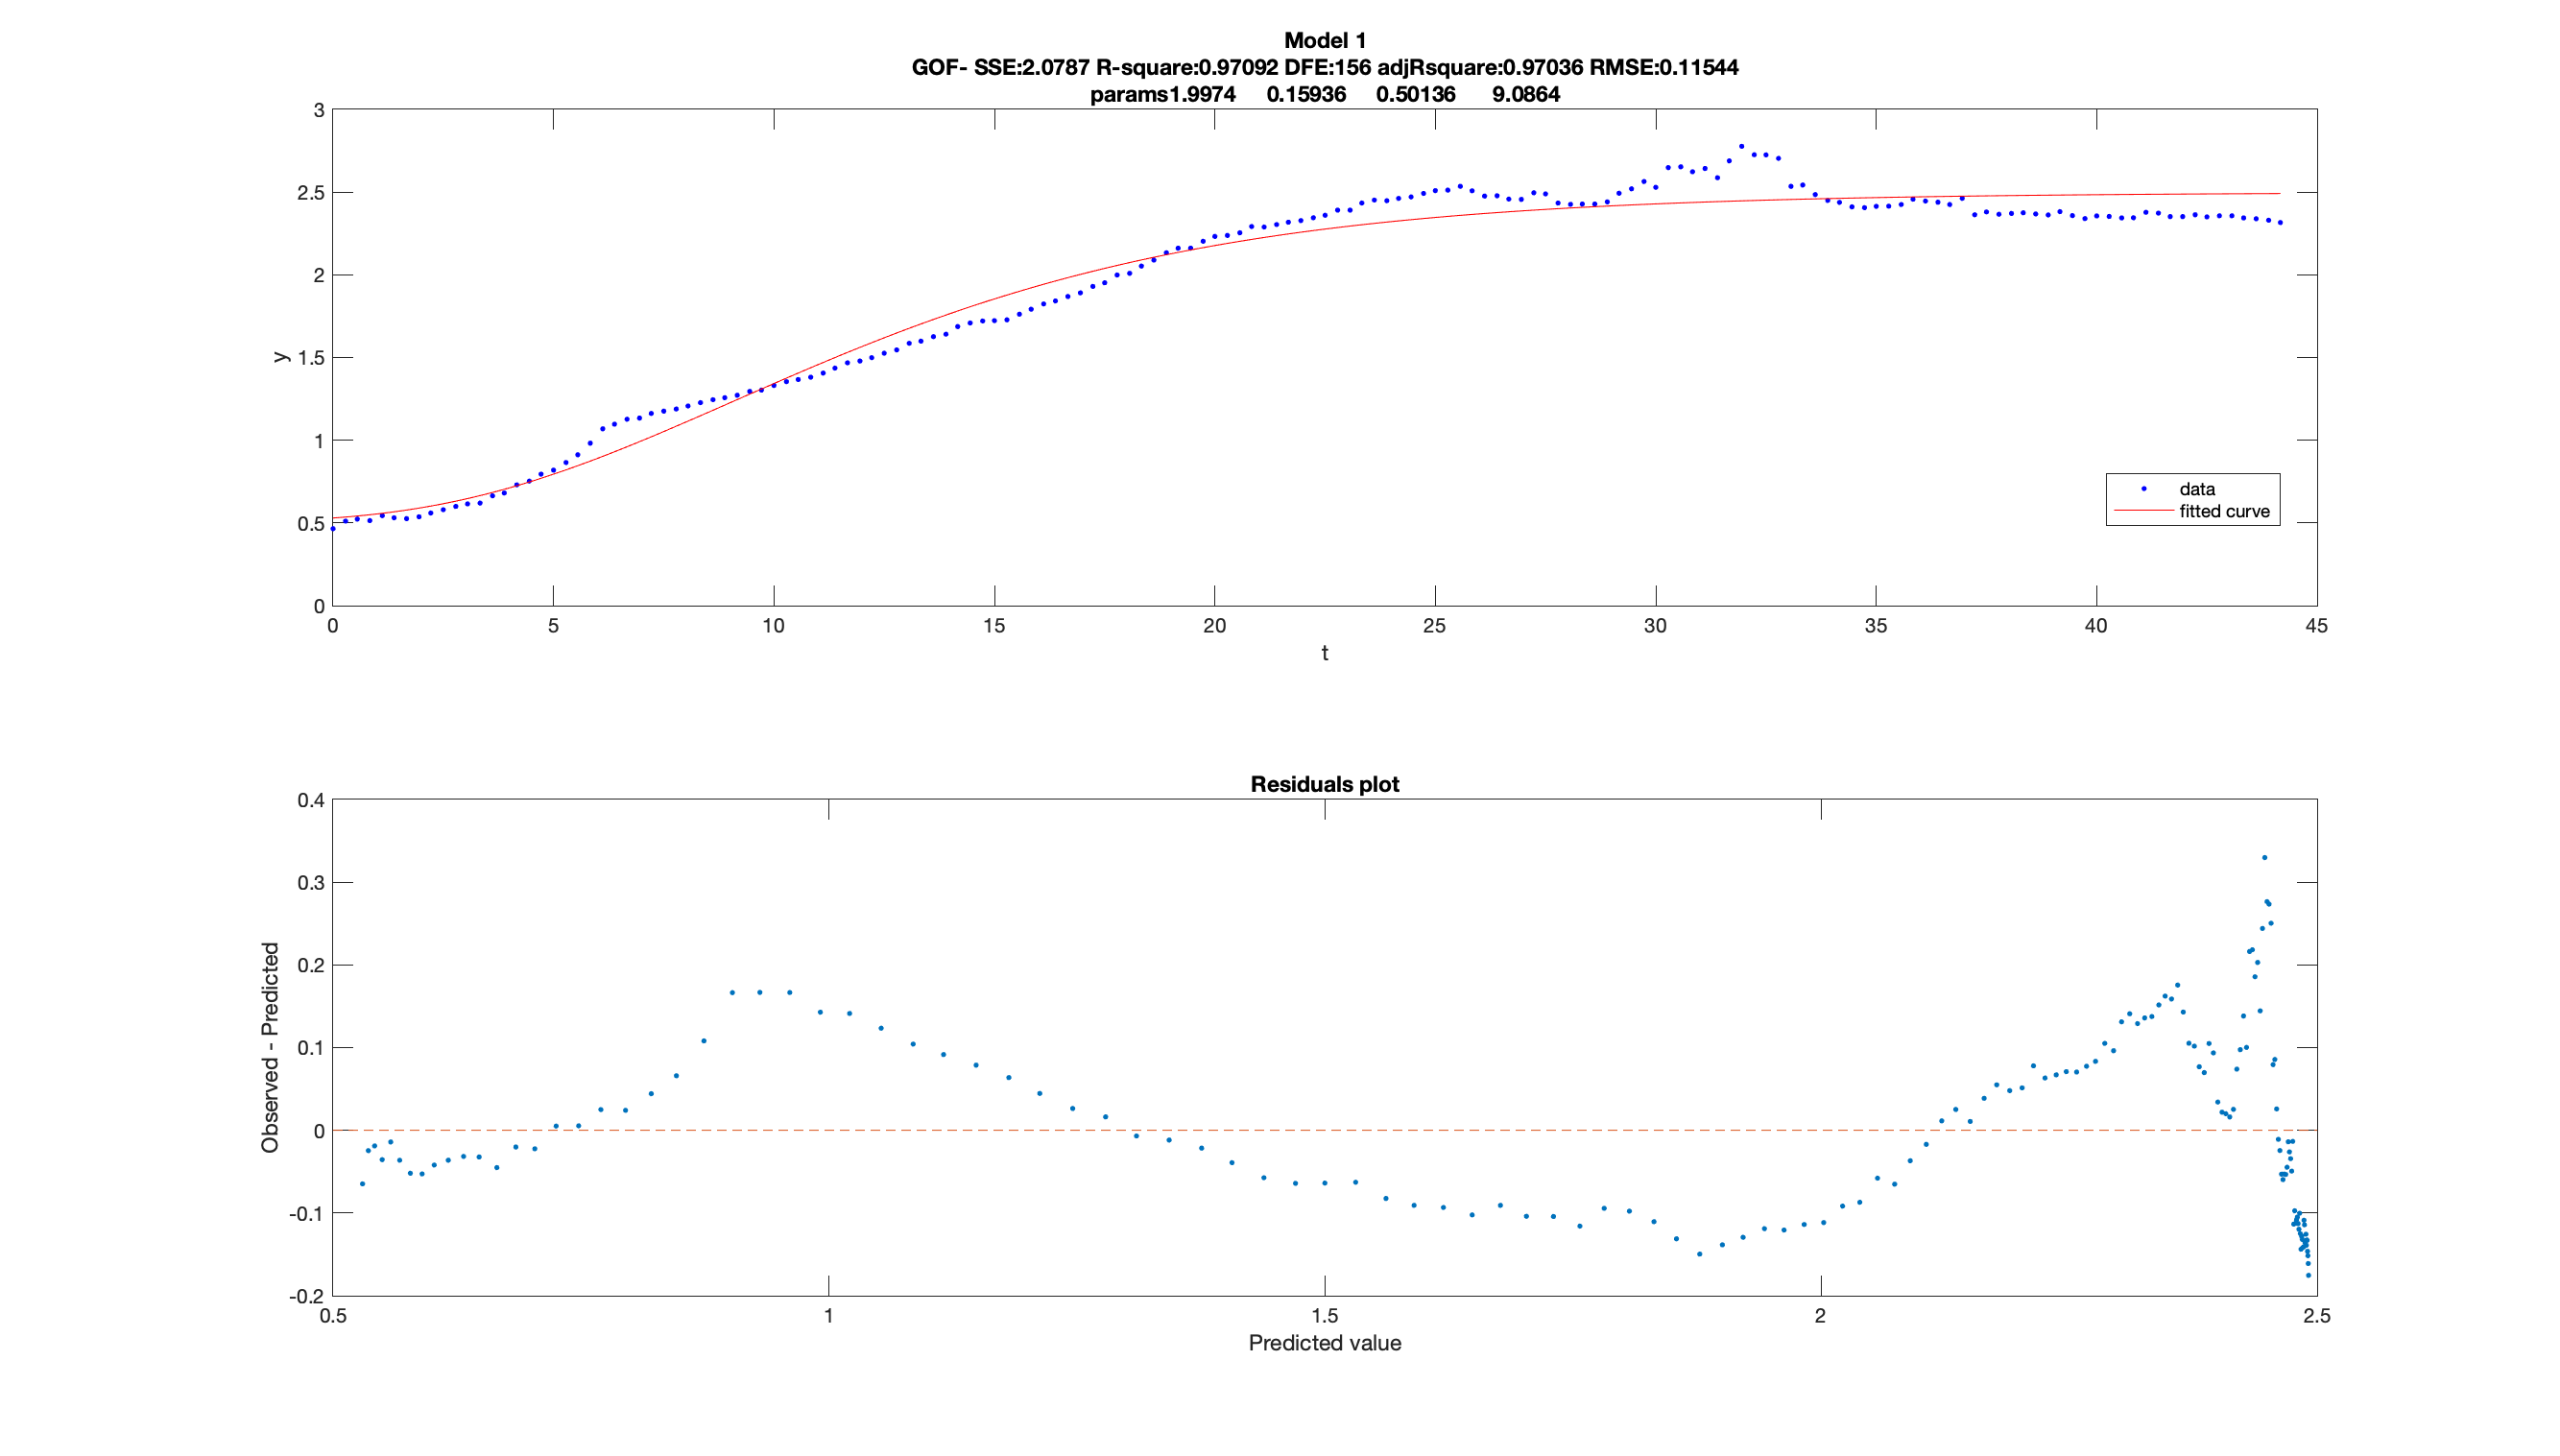 Model 1
GOF- SSE:2.0787 R-square:0.97092 DFE:156 adjRsquare:0.97036 RMSE:0.11544
params1.9974 0.15936 0.50136 9.0864
3
2.5
2
1.5
1
0.5
0
y
0 5 10 15 20 25 30 35 40 45
t
data
fitted curve
Residuals plot
0.4
0.3
0.2
0.1
0
-0.1
-0.2
Observed - Predicted
0.5 1 1.5 2 2.5
Predicted value